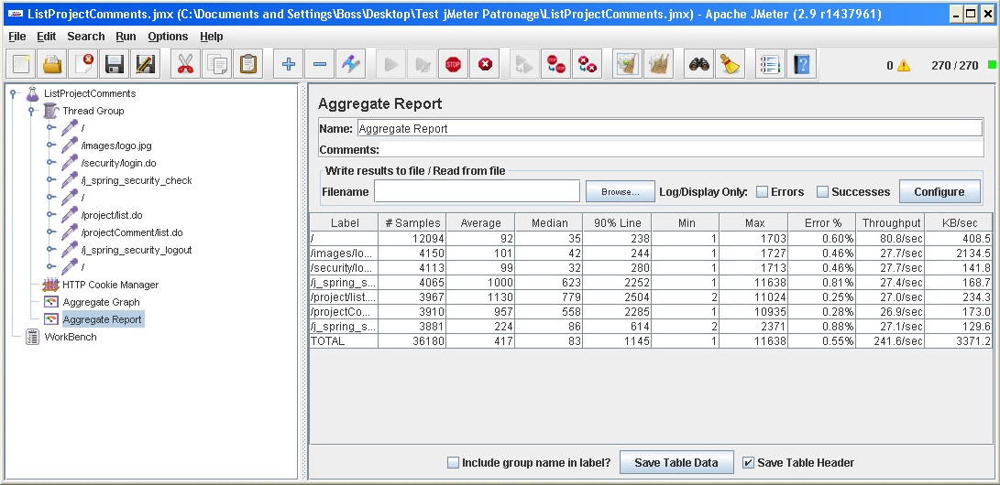 ListProjectComments.jmx (C:\Documents and Settings\Boss\Desktop\Test jMeter Patronage\ListProjectComments.jmx) - Apache JMeter (2.9 r1437961)
File Edit Search Run Options Help
STOP 0 270 / 270
ListProjectComments
Thread Group
/
/images/logo.jpg
/security/login.do
/j_spring_security_check
/
/project/list.do
/projectComment/list.do
/j_spring_security_logout
/
HTTP Cookie Manager
Aggregate Graph
Aggregate Report
WorkBench
Aggregate Report
Name: Aggregate Report
Comments:
Write results to file / Read from file
Filename Browse... Log/Display Only: Errors Successes Configure
Label # Samples Average Median 90% Line Min Max Error % Throughput KB/sec
/ 12094 92 35 238 1 1703 0.60% 80.8/sec 408.5
/images/lo... 4150 101 42 244 1 1727 0.46% 27.7/sec 2134.5
/security/lo... 4113 99 32 280 1 1713 0.46% 27.7/sec 141.8
/j_spring_s... 4065 1000 623 2252 1 11638 0.81% 27.4/sec 168.7
/project/list... 3967 1130 779 2504 2 11024 0.25% 27.0/sec 234.3
/projectCo... 3910 957 558 2285 1 10935 0.28% 26.9/sec 173.0
/j_spring_s... 3881 224 86 614 2 2371 0.88% 27.1/sec 129.6
TOTAL 36180 417 83 1145 1 11638 0.55% 241.6/sec 3371.2
Include group name in label? Save Table Data Save Table Header